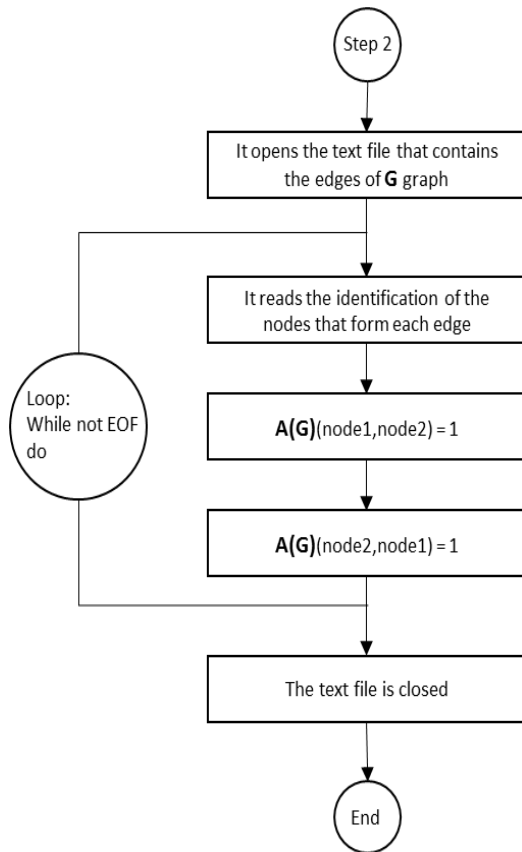 Step 2
It opens the text file that contains
the edges of G graph
It reads the identification of the
nodes that form each edge
Loop:
While not EOF
do
A(G)(node1,node2) = 1
A(G)(node2,node1) = 1
The text file is closed
End